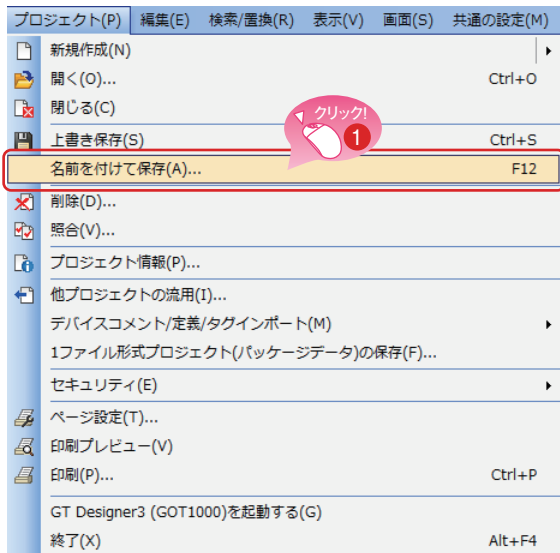 プロジェクト(P) 編集(E) 検索/置換(R) 表示(V) 画面(S) 共通の設定(M)
新規作成(N)
開く(O)... Ctrl+O
閉じる(C)
クリック!
1
上書き保存(S) Ctrl+S
名前を付けて保存(A)... F12
削除(D)...
照合(V)...
プロジェクト情報(P)...
他プロジェクトの流用(I)...
デバイスコメント/定義/タグインポート(M)
1ファイル形式プロジェクト(パッケージデータ)の保存(F)...
セキュリティ(E)
ページ設定(T)...
印刷プレビュー(V)
印刷(P)... Ctrl+P
GT Designer3 (GOT1000)を起動する(G)
終了(X) Alt+F4